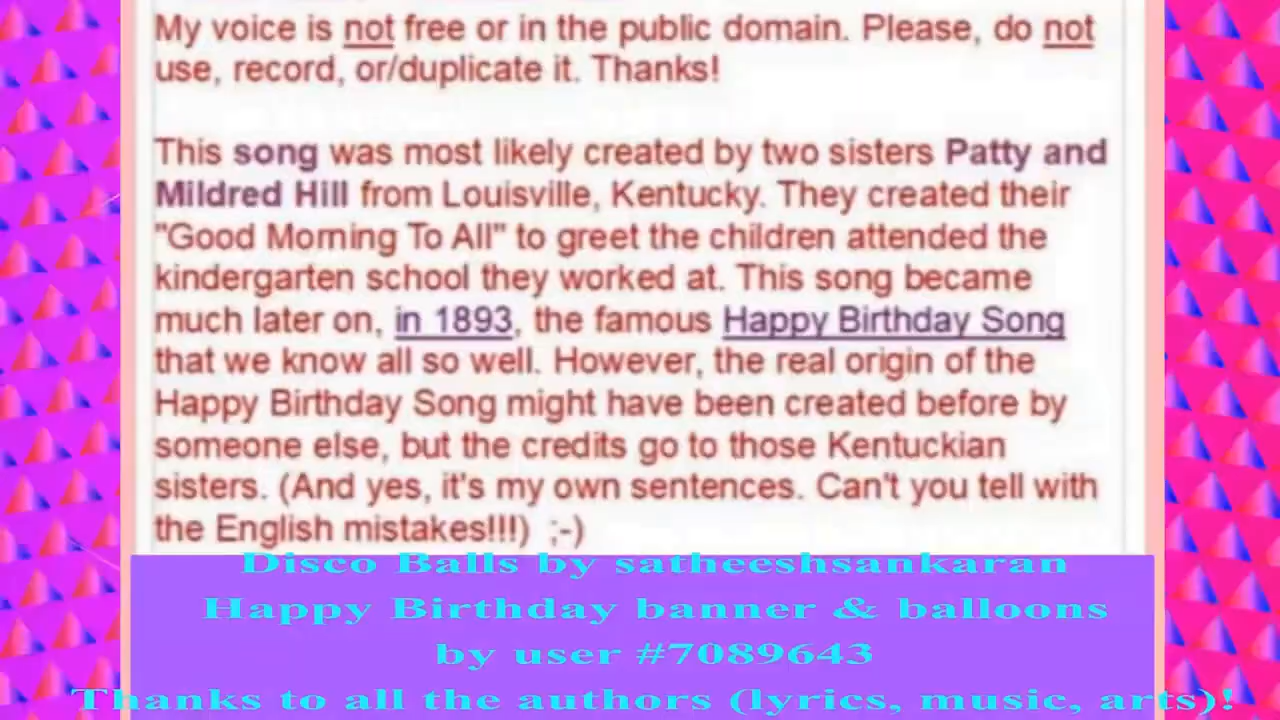 My voice is not free or in the public domain. Please, do not
use, record, or/duplicate it. Thanks!
This song was most likely created by two sisters Patty and
Mildred Hill from Louisville, Kentucky. They created their
"Good Morning To All" to greet the children attended the
kindergarten school they worked at. This song became
much later on, in 1893, the famous Happy Birthday Song
that we know all so well. However, the real origin of the
Happy Birthday Song might have been created before by
someone else, but the credits go to those Kentuckian
sisters. (And yes, it's my own sentences. Can't you tell with
the English mistakes!!!) ;-)
Disco Balls by satheeshsankaran
Happy Birthday banner & balloons
by user #7089643
Thanks to all the authors (lyrics, music, arts)!